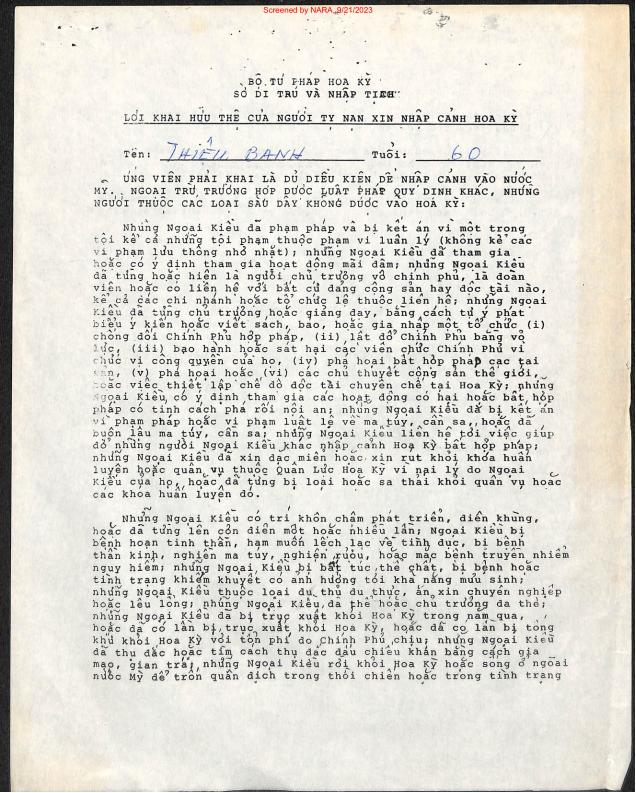 Screened by NARA, 9/21/2023
BỘ TƯ PHÁP HOA KỲ
SỞ DI TRÚ VÀ NHẬP TỊCH
LỜI KHAI HỮU THỆ CỦA NGƯỜI TỴ NẠN XIN NHẬP CẢNH HOA KỲ
Tên: THIỀU BANH Tuổi: 60
ỨNG VIÊN PHẢI KHAI LÀ ĐỦ DIỀU KIỆN DỂ NHẬP CẢNH VÀO NƯỚC
MỸ. NGOẠI TRỪ TRƯỜNG HỢP DƯỢC LUẬT PHÁP QUY DỊNH KHÁC, NHỮNG
NGƯỜI THUỘC CÁC LOẠI SAU DÂY KHÔNG DƯỢC VÀO HOA KỲ:
Những Ngoại Kiều đã phạm pháp và bị kết án vì một trong
tội kể cả những tội phạm thuộc phạm vi luân lý (không kể các
vi phạm lưu thông nhỏ nhặt); những Ngoại Kiều đã tham gia
hoặc có ý định tham gia hoạt động mãi dâm; những Ngoại Kiều
đã từng hoặc hiện là người chủ trương vô chính phủ, là đoàn
viên hoặc có liên hệ với bất cứ đảng cộng sản hay độc tài nào,
kể cả các chi nhánh hoặc tổ chức lệ thuộc liên hệ; những Ngoại
Kiều đã từng chủ trương hoặc giảng dạy, bằng cách tự ý phát
biểu ý kiến hoặc viết sách, báo, hoặc gia nhập một tổ chức (i)
chống đối Chính Phủ hợp pháp, (ii) lật đổ Chính Phủ bằng võ
lực, (iii) bạo hành hoặc sát hại các viên chức Chính Phủ vì
chức vị công quyền của họ, (iv) phá hoại bất hợp pháp các tài
sản, (v) phá hoại hoặc (vi) các chủ thuyết cộng sản thế giới,
hoặc việc thiết lập chế độ độc tài chuyên chế tại Hoa Kỳ; những
Ngoại Kiều có ý định tham gia các hoạt động có hại hoặc bất hợp
pháp có tính cách phá rối nội an; những Ngoại Kiều đã bị kết án
vì phạm pháp hoặc vi phạm luật lệ về ma túy, cần sa, hoặc đã
buôn lậu ma túy, cần sa; những Ngoại Kiều liên hệ tới việc giúp
đỡ những người Ngoại Kiều khác nhập cảnh Hoa Kỳ bất hợp pháp;
những Ngoại Kiều đã xin đặc miễn hoặc xin rút khỏi khóa huấn
luyện hoặc quân vụ thuộc Quân Lực Hoa Kỳ vì nại lý do Ngoại
Kiều của họ, hoặc đã từng bị loại hoặc sa thải khỏi quân vụ hoặc
các khóa huấn luyện đó.
Những Ngoại Kiều có trí khôn chậm phát triển, điên khùng,
hoặc đã từng lên cơn điên một hoặc nhiều lần; Ngoại Kiều bị
bệnh hoạn tinh thần, ham muốn lệch lạc về tình dục, bị bệnh
thần kinh, nghiện ma túy, nghiện rượu, hoặc mắc bệnh truyền nhiễm
nguy hiểm; những Ngoại Kiều bị bất túc thể chất, bị bệnh hoặc
tình trạng khiếm khuyết có ảnh hưởng tới khả năng mưu sinh;
những Ngoại Kiều thuộc loại du thủ du thực, ăn xin chuyên nghiệp
hoặc lêu lổng; những Ngoại Kiều đa thể hoặc chủ trương đa thê;
những Ngoại Kiều đã bị trục xuất khỏi Hoa Kỳ trong năm qua,
hoặc đã có lần bị trục xuất khỏi Hoa Kỳ, hoặc đã có lần bị tống
khứ khỏi Hoa Kỳ với tổn phí do Chính Phủ chịu; những Ngoại Kiều
đã thụ đắc hoặc tìm cách thụ đắc dấu chiếu khán bằng cách giả
mạo, gian trá; những Ngoại Kiều rời khỏi Hoa Kỳ hoặc sống ở ngoài
nước Mỹ để trốn quân dịch trong thời chiến hoặc trong tình trạng